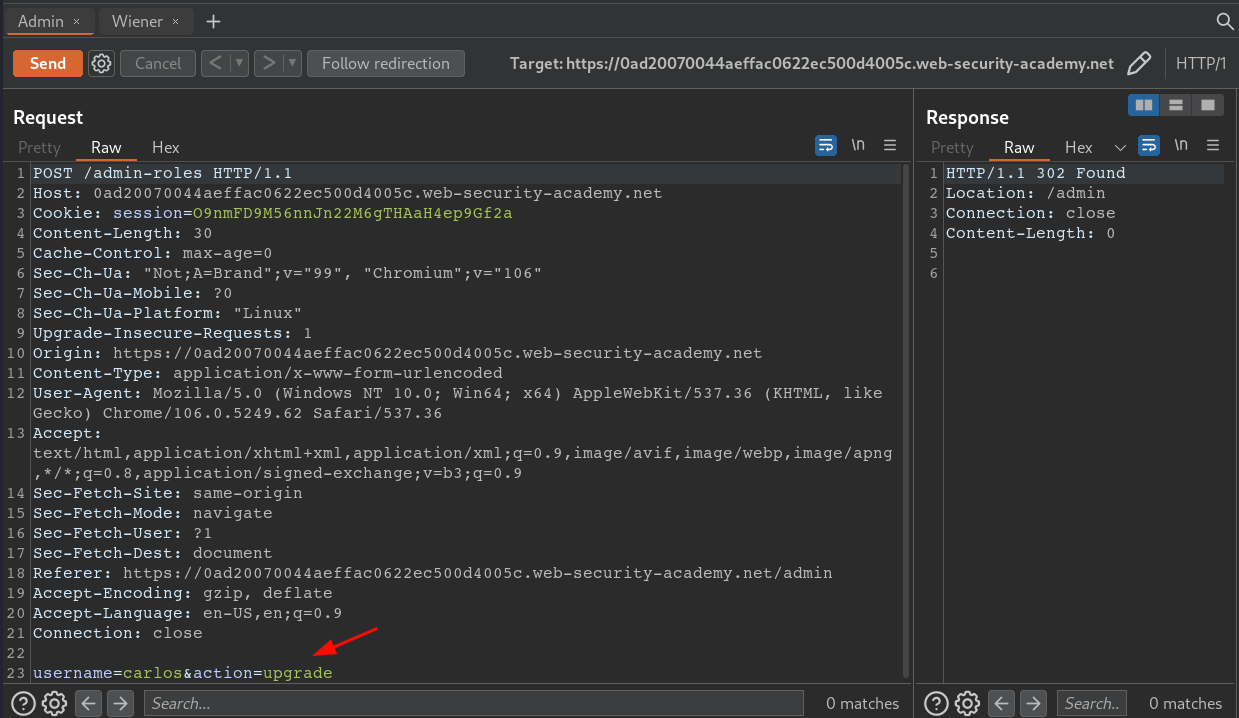 Admin × Wiener × +
Send Cancel < ▾ > ▾ Follow redirection Target: https://0ad20070044aeffac0622ec500d4005c.web-security-academy.net HTTP/1
Request
Pretty Raw Hex \n ≡
1 POST /admin-roles HTTP/1.1
2 Host: 0ad20070044aeffac0622ec500d4005c.web-security-academy.net
3 Cookie: session=O9nmFD9M56nnJn22M6gTHAaH4ep9Gf2a
4 Content-Length: 30
5 Cache-Control: max-age=0
6 Sec-Ch-Ua: "Not;A=Brand";v="99", "Chromium";v="106"
7 Sec-Ch-Ua-Mobile: ?0
8 Sec-Ch-Ua-Platform: "Linux"
9 Upgrade-Insecure-Requests: 1
10 Origin: https://0ad20070044aeffac0622ec500d4005c.web-security-academy.net
11 Content-Type: application/x-www-form-urlencoded
12 User-Agent: Mozilla/5.0 (Windows NT 10.0; Win64; x64) AppleWebKit/537.36 (KHTML, like
Gecko) Chrome/106.0.5249.62 Safari/537.36
13 Accept:
text/html,application/xhtml+xml,application/xml;q=0.9,image/avif,image/webp,image/apng
,*/*;q=0.8,application/signed-exchange;v=b3;q=0.9
14 Sec-Fetch-Site: same-origin
15 Sec-Fetch-Mode: navigate
16 Sec-Fetch-User: ?1
17 Sec-Fetch-Dest: document
18 Referer: https://0ad20070044aeffac0622ec500d4005c.web-security-academy.net/admin
19 Accept-Encoding: gzip, deflate
20 Accept-Language: en-US,en;q=0.9
21 Connection: close
22
23 username=carlos&action=upgrade
Search... 0 matches
Response
Pretty Raw Hex \n ≡
1 HTTP/1.1 302 Found
2 Location: /admin
3 Connection: close
4 Content-Length: 0
5
6
Search.. 0 matches